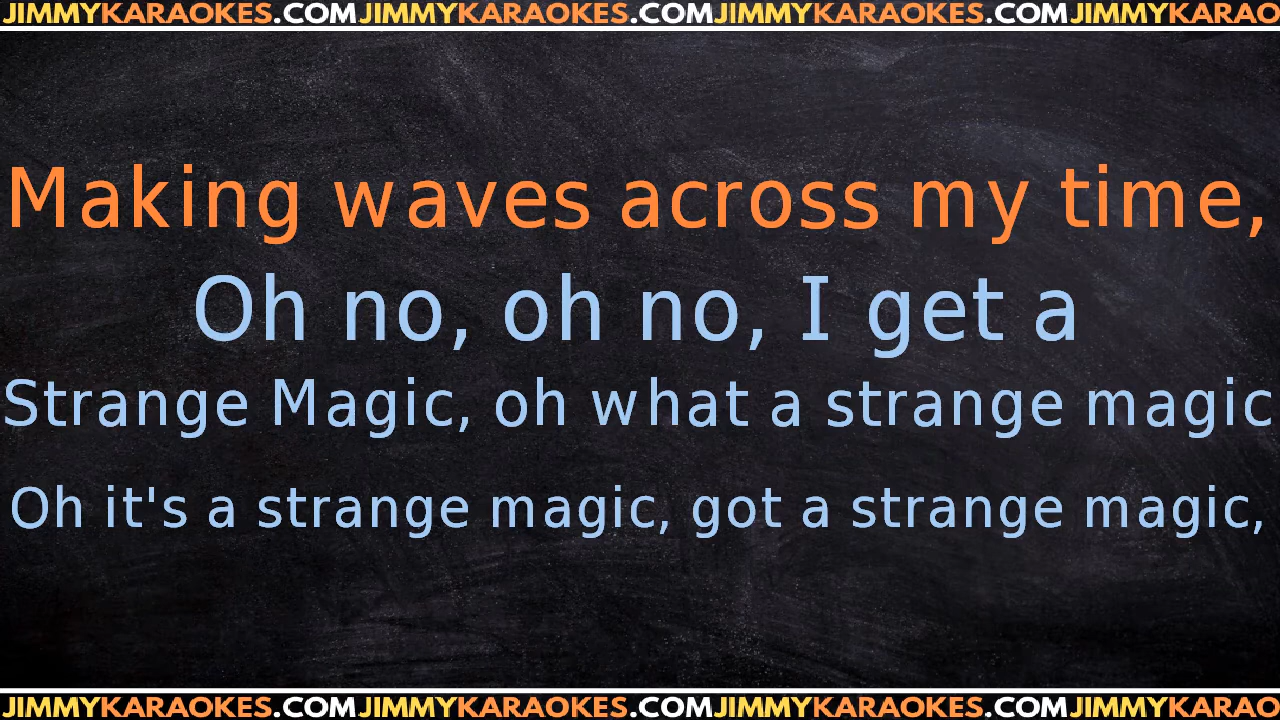 JIMMYKARAOKES.COMJIMMYKARAOKES.COMJIMMYKARAOKES.COMJIMMYKARAO
Making waves across my time,
Oh no, oh no, I get a
Strange Magic, oh what a strange magic
Oh it's a strange magic, got a strange magic,
JIMMYKARAOKES.COMJIMMYKARAOKES.COMJIMMYKARAOKES.COMJIMMYKARAO